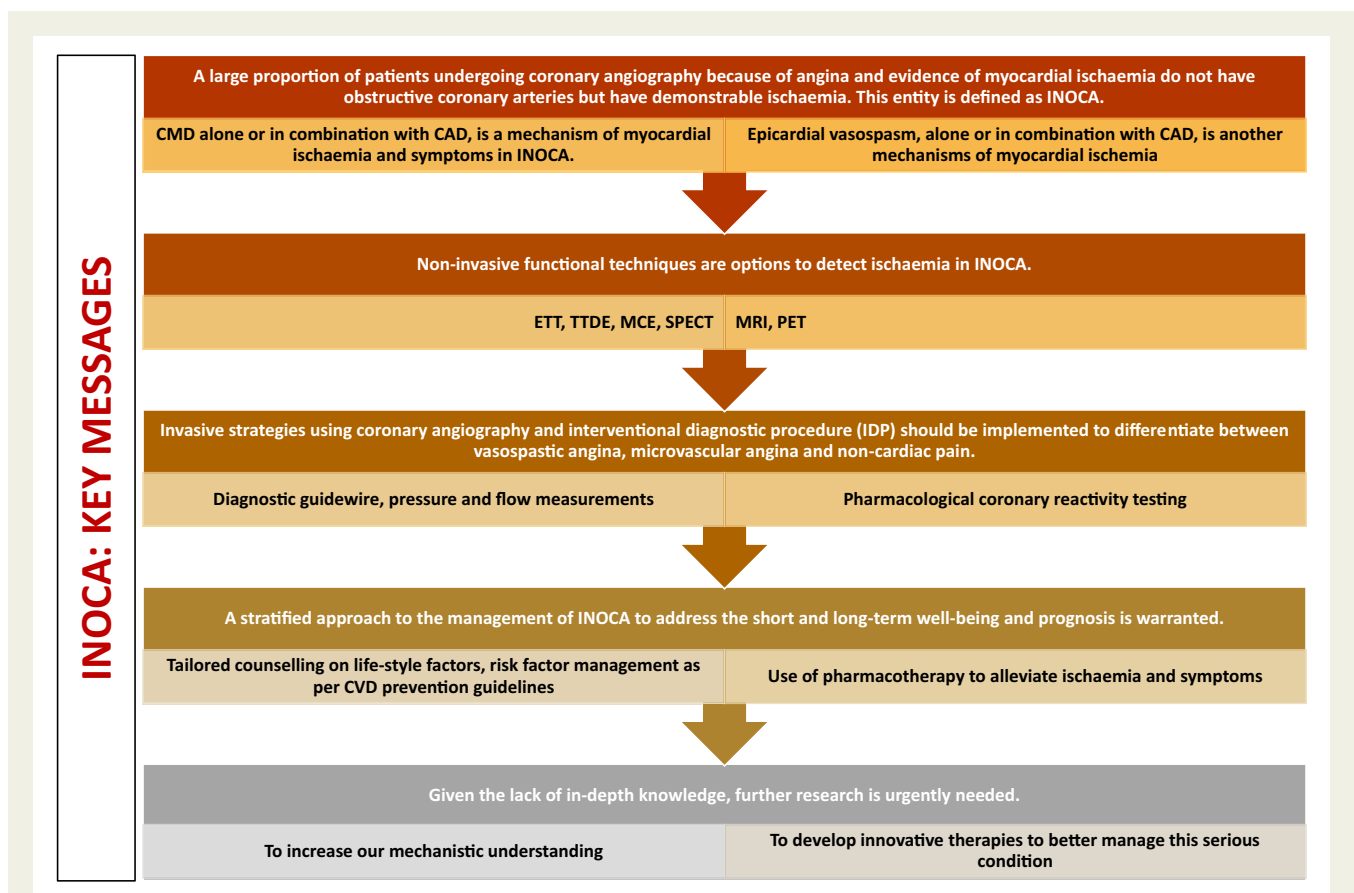 INOCA: KEY MESSAGES
A large proportion of patients undergoing coronary angiography because of angina and evidence of myocardial ischaemia do not have
obstructive coronary arteries but have demonstrable ischaemia. This entity is defined as INOCA.
CMD alone or in combination with CAD, is a mechanism of myocardial
ischaemia and symptoms in INOCA.
Epicardial vasospasm, alone or in combination with CAD, is another
mechanisms of myocardial ischemia
Non-invasive functional techniques are options to detect ischaemia in INOCA.
ETT, TTDE, MCE, SPECT
MRI, PET
Invasive strategies using coronary angiography and interventional diagnostic procedure (IDP) should be implemented to differentiate between
vasospastic angina, microvascular angina and non-cardiac pain.
Diagnostic guidewire, pressure and flow measurements
Pharmacological coronary reactivity testing
A stratified approach to the management of INOCA to address the short and long-term well-being and prognosis is warranted.
Tailored counselling on life-style factors, risk factor management as
per CVD prevention guidelines
Use of pharmacotherapy to alleviate ischaemia and symptoms
Given the lack of in-depth knowledge, further research is urgently needed.
To increase our mechanistic understanding
To develop innovative therapies to better manage this serious
condition